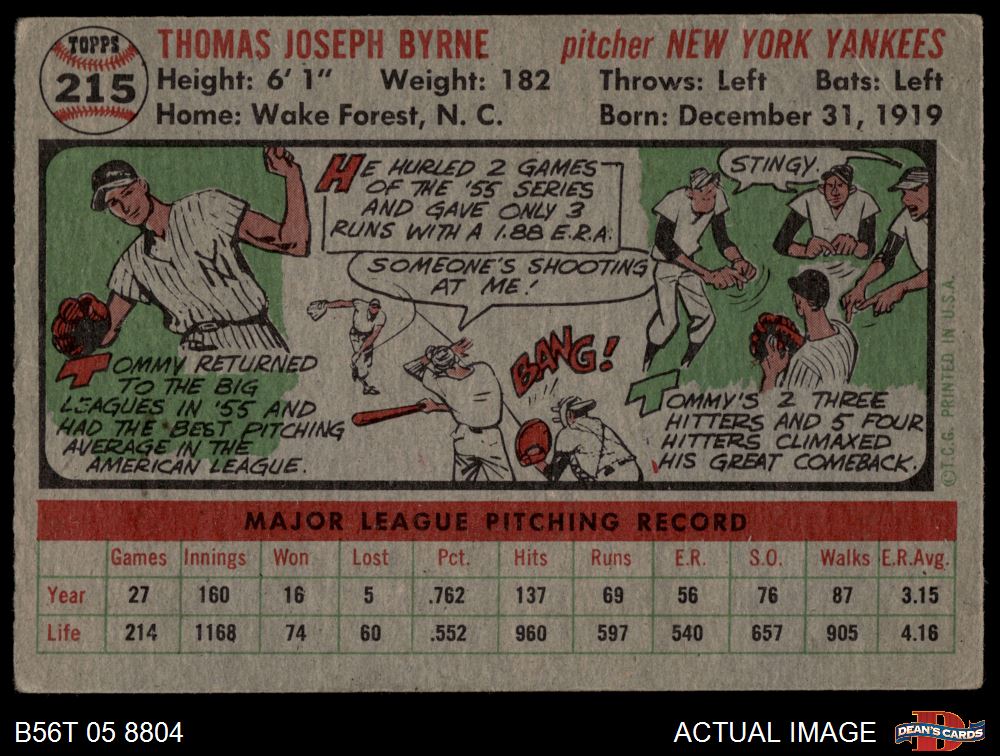 TOPPS
215
THOMAS JOSEPH BYRNE pitcher NEW YORK YANKEES
Height: 6' 1" Weight: 182 Throws: Left Bats: Left
Home: Wake Forest, N. C. Born: December 31, 1919
HE HURLED 2 GAMES
OF THE '55 SERIES
AND GAVE ONLY 3
RUNS WITH A 1.88 E.R.A.
STINGY.
SOMEONE'S SHOOTING
AT ME!
BANG!
TOMMY RETURNED
TO THE BIG
LEAGUES IN '55 AND
HAD THE BEST PITCHING
AVERAGE IN THE
AMERICAN LEAGUE.
TOMMY'S 2 THREE
HITTERS AND 5 FOUR
HITTERS CLIMAXED
HIS GREAT COMEBACK.
©T.C.G. PRINTED IN U.S.A.
MAJOR LEAGUE PITCHING RECORD
Games Innings Won Lost Pct. Hits Runs E.R. S.O. Walks E.R.Avg.
Year 27 160 16 5 .762 137 69 56 76 87 3.15
Life 214 1168 74 60 .552 960 597 540 657 905 4.16
B56T 05 8804 ACTUAL IMAGE
D
DEAN'S CARDS